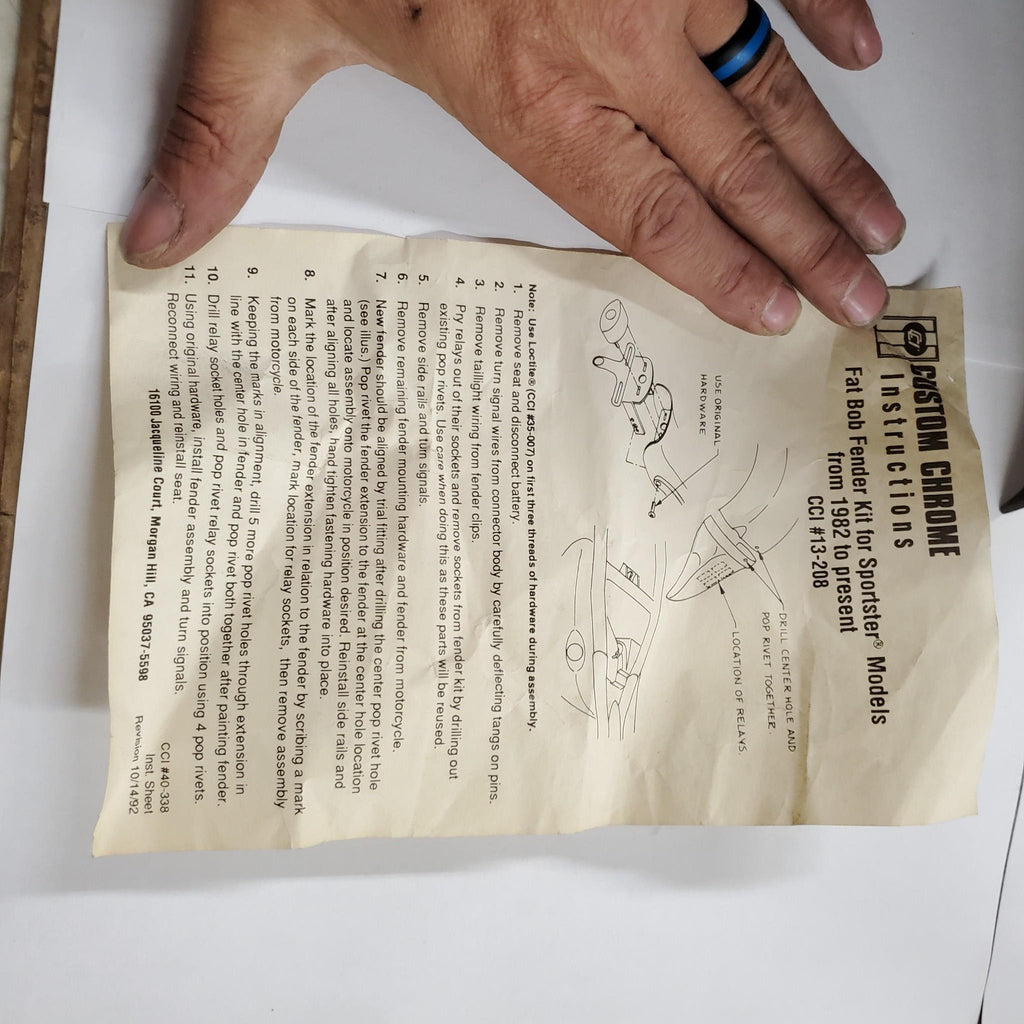 CUSTOM CHROME
Instructions
Fat Bob Fender Kit for Sportster® Models
from 1982 to present
CCI #13-208
DRILL CENTER HOLE AND
POP RIVET TOGETHER.
LOCATION OF RELAYS.
USE ORIGINAL
HARDWARE
Note: Use Loctite® (CCI #35-007) on first three threads of hardware during assembly.
1. Remove seat and disconnect battery.
2. Remove turn signal wires from connector body by carefully deflecting tangs on pins.
3. Remove taillight wiring from fender clips.
4. Pry relays out of their sockets and remove sockets from fender kit by drilling out
existing pop rivets. Use care when doing this as these parts will be reused.
5. Remove side rails and turn signals.
6. Remove remaining fender mounting hardware and fender from motorcycle.
7. New fender should be aligned by trial fitting after drilling the center pop rivet hole
(see illus.) Pop rivet the fender extension to the fender at the center hole location
and locate assembly onto motorcycle in position desired. Reinstall side rails and
after aligning all holes, hand tighten fastening hardware into place.
8. Mark the location of the fender extension in relation to the fender by scribing a mark
on each side of the fender, mark location for relay sockets, then remove assembly
from motorcycle.
9. Keeping the marks in alignment, drill 5 more pop rivet holes through extension in
line with the center hole in fender and pop rivet both together after painting fender.
10. Drill relay socket holes and pop rivet relay sockets into position using 4 pop rivets.
11. Using original hardware, install fender assembly and turn signals.
Reconnect wiring and reinstall seat.
16100 Jacqueline Court, Morgan Hill, CA 95037-5598
CCI #40-338
Inst. Sheet
Revision 10/14/92